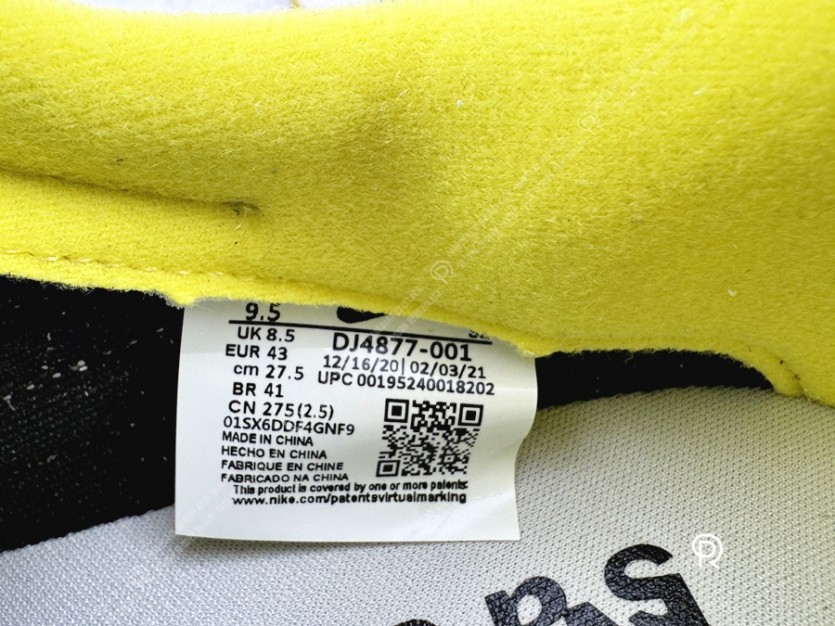 9.5
UK 8.5
EUR 43
cm 27.5
BR 41
CN 275(2.5)
DJ4877-001
12/16/20|02/03/21
UPC 00195240018202
01SX6DDF4GNF9
MADE IN CHINA
HECHO EN CHINA
FABRIQUE EN CHINE
FABRICADO NA CHINA
This product is covered by one or more patents
www.nike.com/patentsvirtualmarking